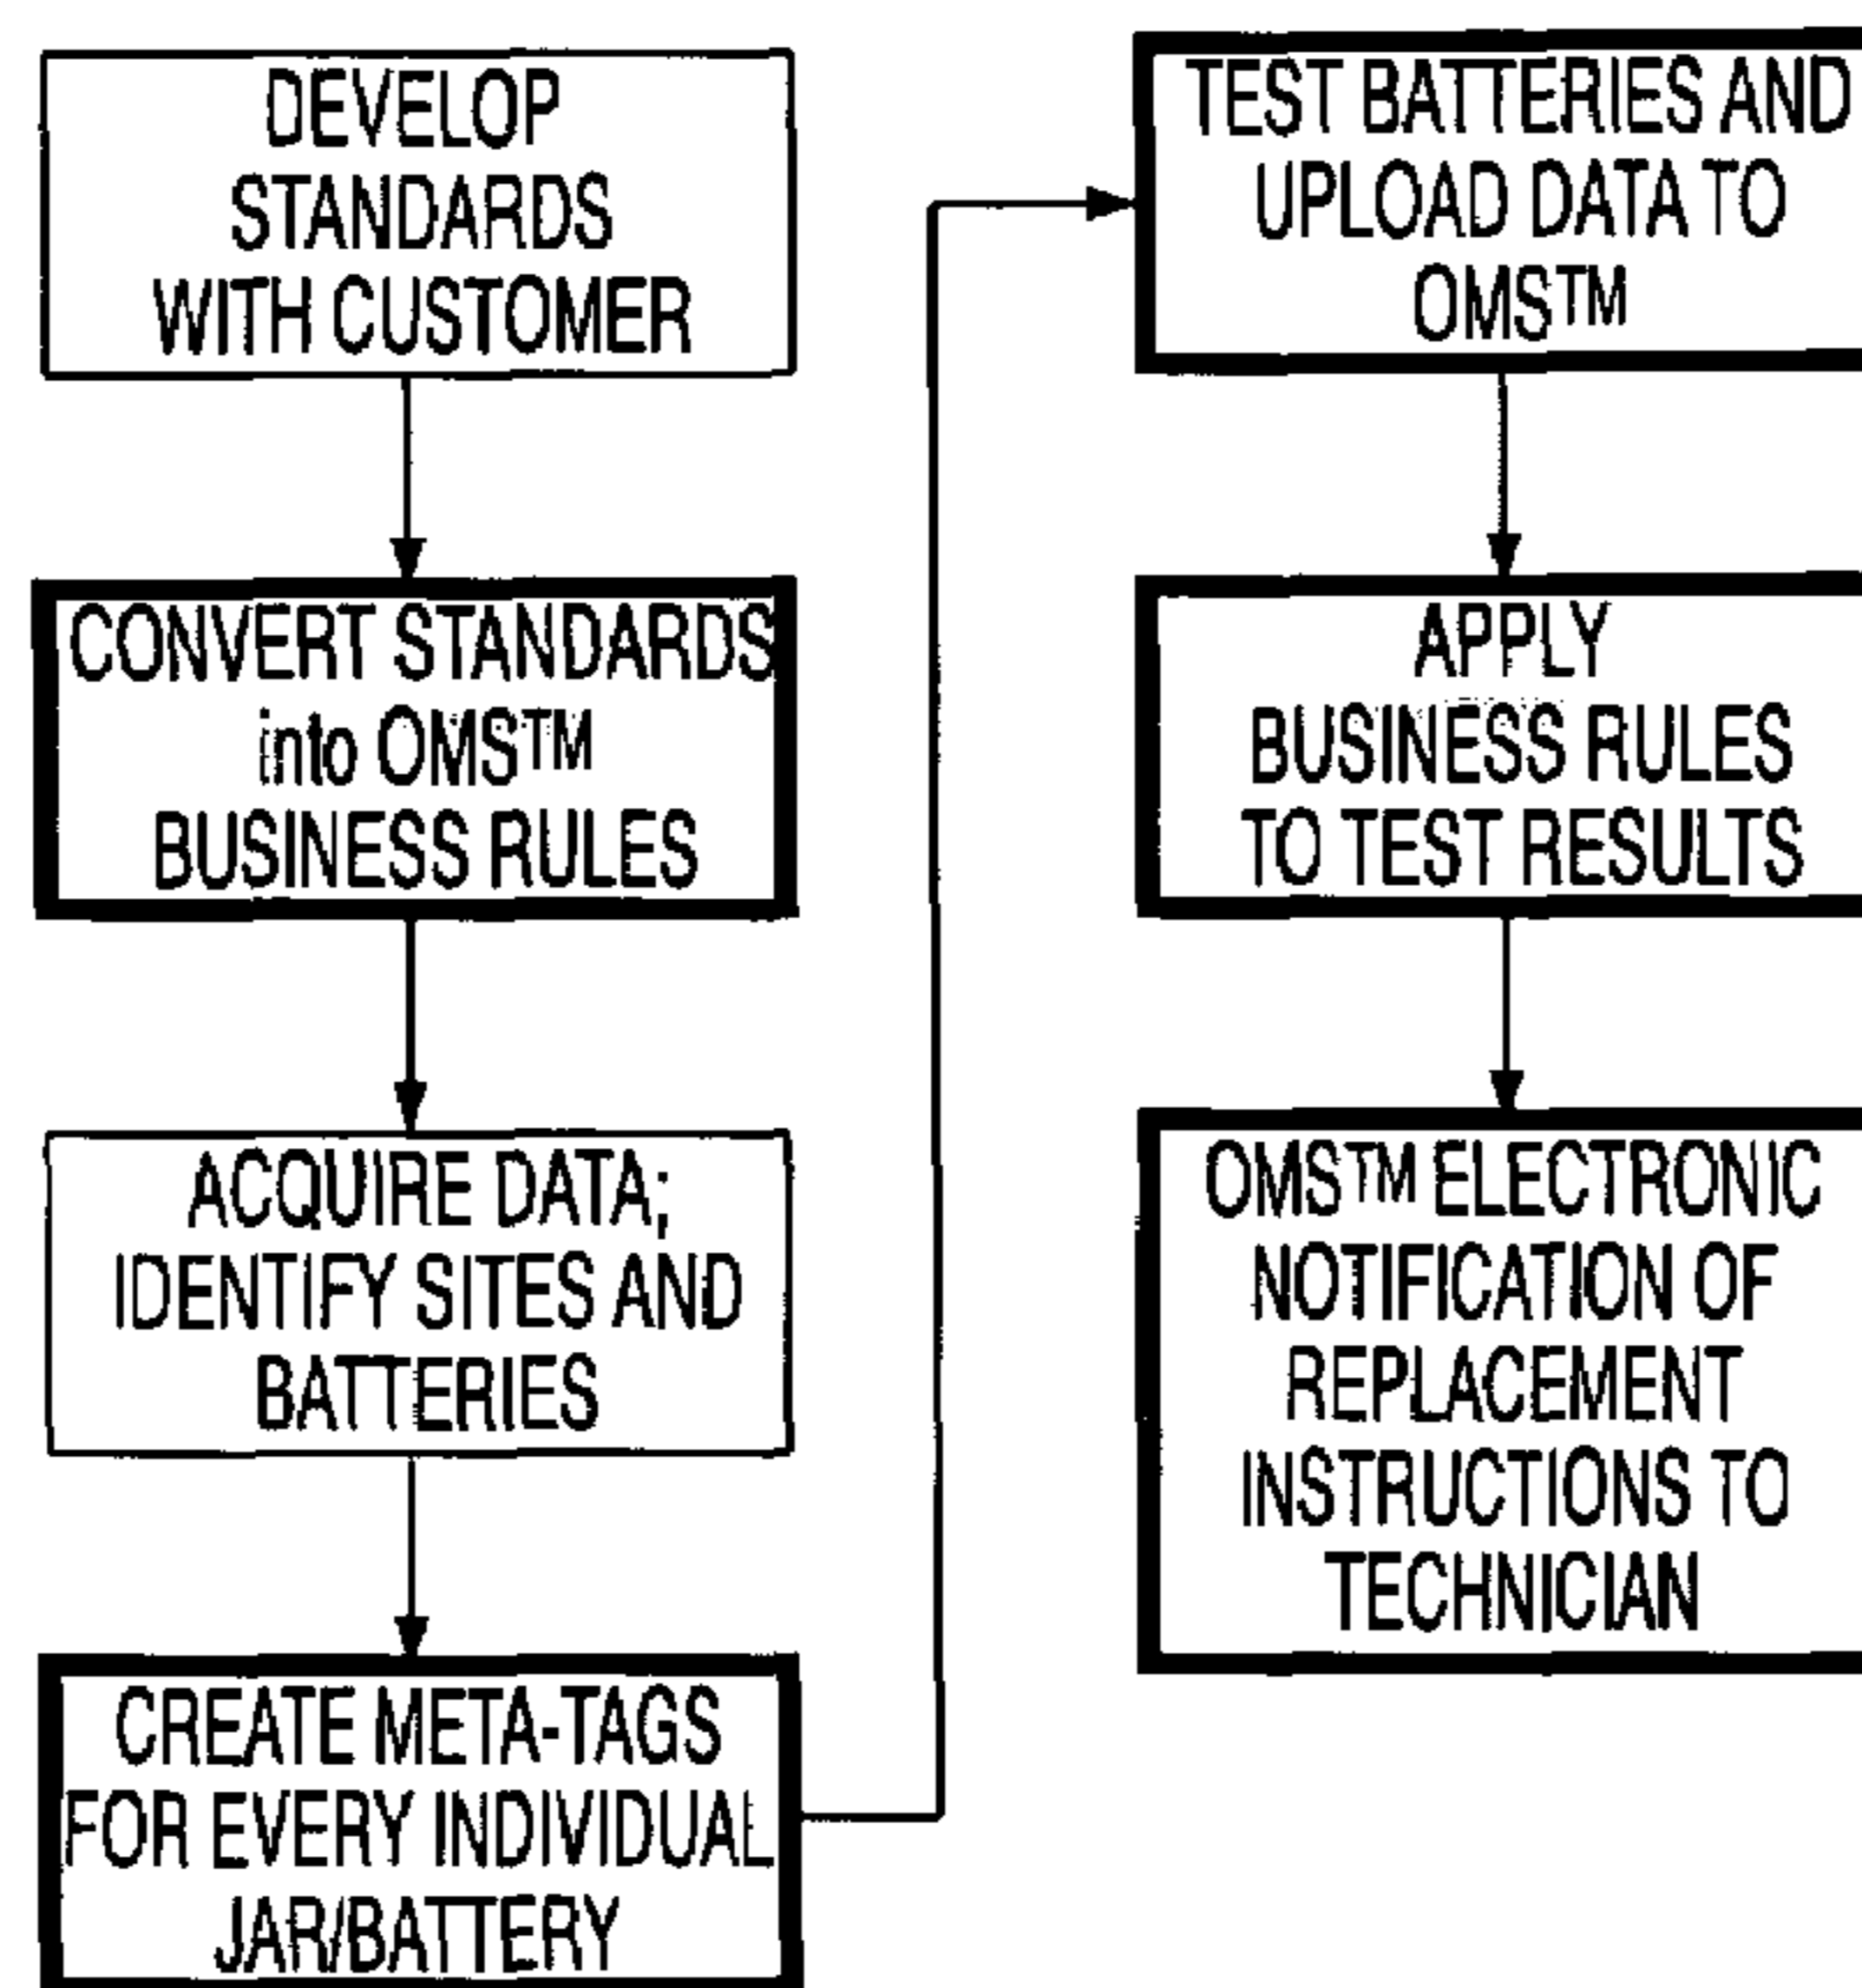 DEVELOP
STANDARDS
WITH CUSTOMER
CONVERT STANDARDS
into OMS™
BUSINESS RULES
ACQUIRE DATA;
IDENTIFY SITES AND
BATTERIES
CREATE META-TAGS
FOR EVERY INDIVIDUAL
JAR/BATTERY
TEST BATTERIES AND
UPLOAD DATA TO
OMS™
APPLY
BUSINESS RULES
TO TEST RESULTS
OMS™ ELECTRONIC
NOTIFICATION OF
REPLACEMENT
INSTRUCTIONS TO
TECHNICIAN